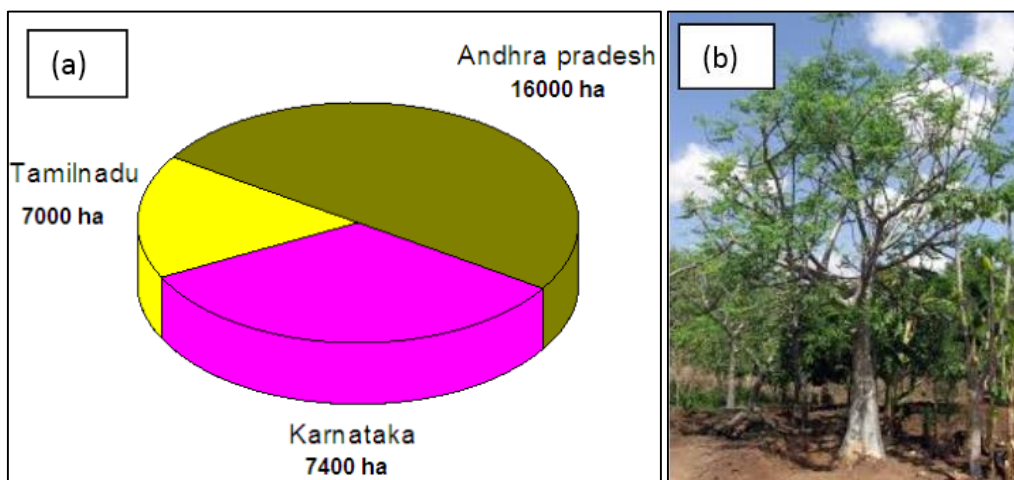 (a)
Andhra pradesh
16000 ha
Tamilnadu
7000 ha
Karnataka
7400 ha
(b)